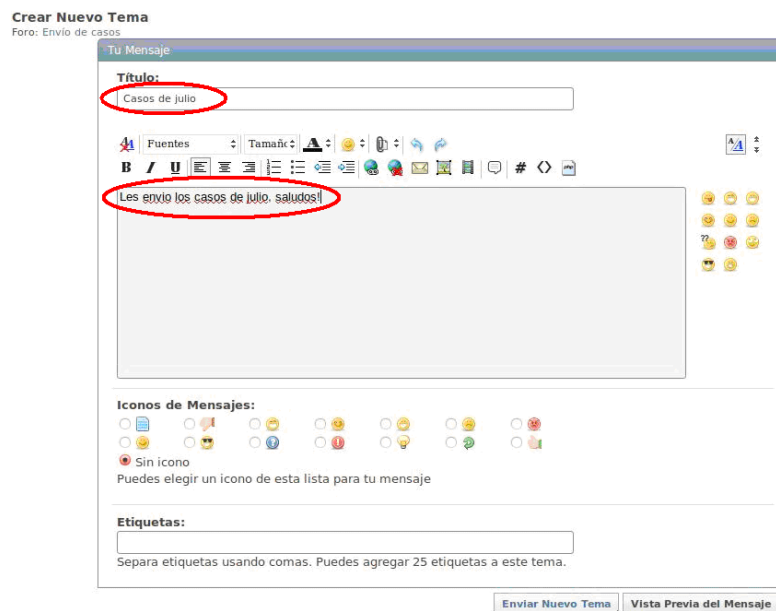 Crear Nuevo Tema
Foro: Envío de casos
Tu Mensaje
Título:
Casos de julio
Fuentes
Tamaño
Les envio los casos de julio, saludos!
Iconos de Mensajes:
Sin icono
Puedes elegir un icono de esta lista para tu mensaje
Etiquetas:
Separa etiquetas usando comas. Puedes agregar 25 etiquetas a este tema.
Enviar Nuevo Tema Vista Previa del Mensaje